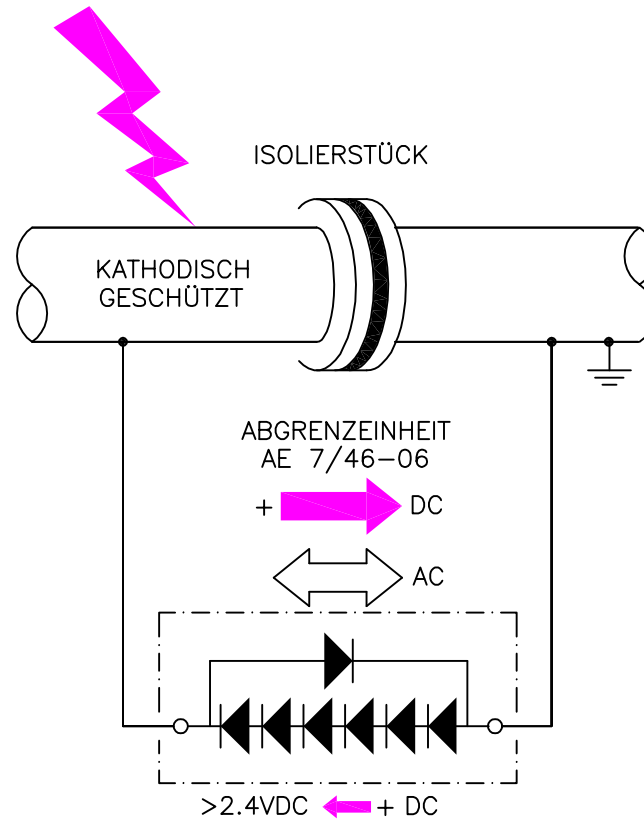 ISOLIERSTÜCK
KATHODISCH
GESCHÜTZT
ABGRENZEINHEIT
AE 7/46-06
+ DC
AC
>2.4VDC + DC